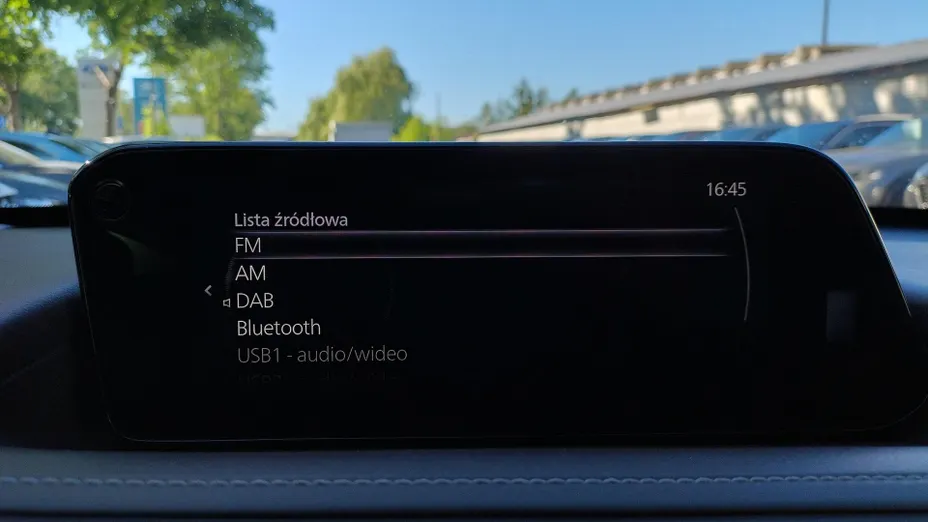 16:45
Lista źródłowa
FM
AM
DAB
Bluetooth
USB1 - audio/wideo